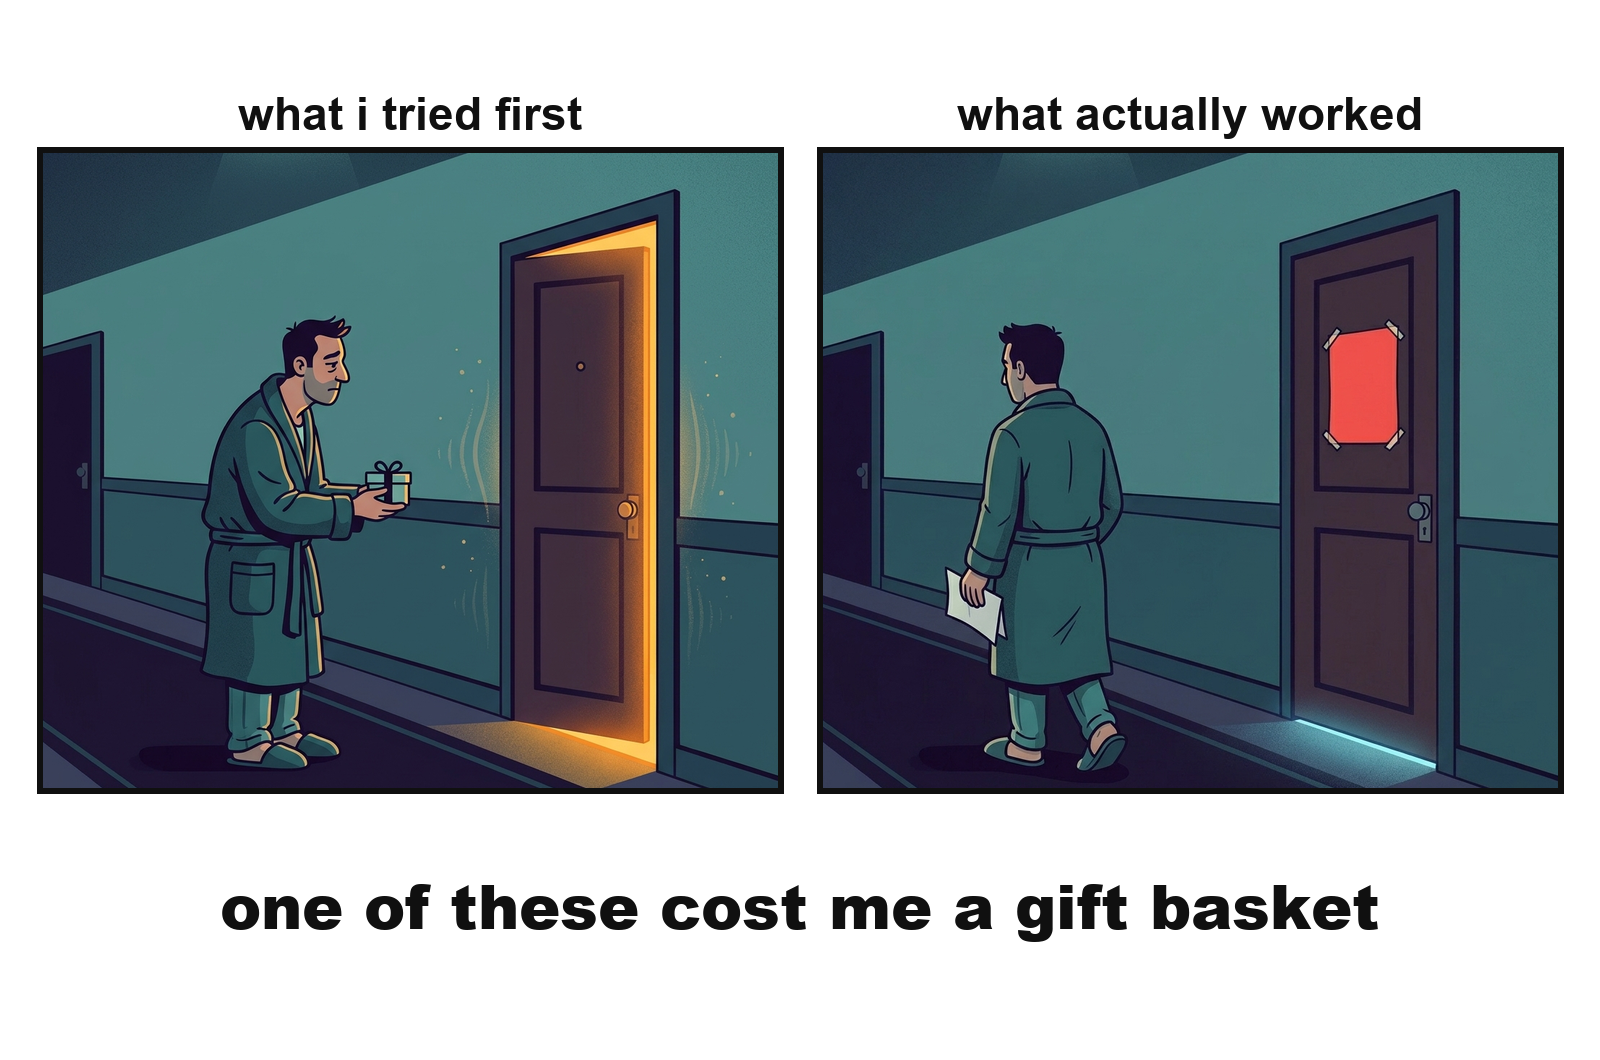 what i tried first
what actually worked
one of these cost me a gift basket